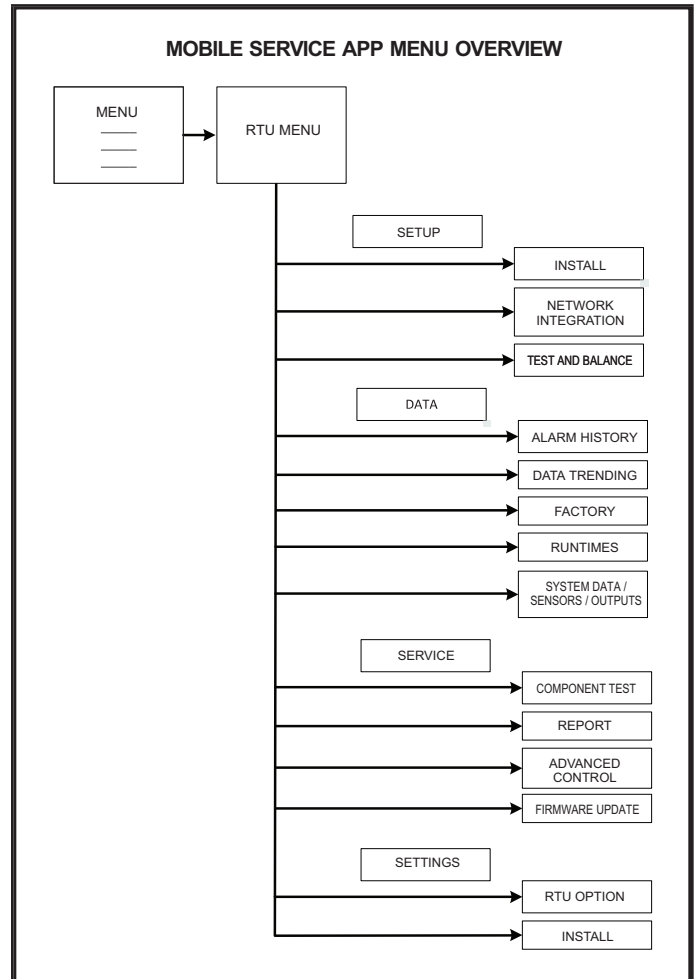 MOBILE SERVICE APP MENU OVERVIEW
MENU
RTU MENU
SETUP
INSTALL
NETWORK
INTEGRATION
TEST AND BALANCE
DATA
ALARM HISTORY
DATA TRENDING
FACTORY
RUNTIMES
SYSTEM DATA /
SENSORS / OUTPUTS
SERVICE
COMPONENT TEST
REPORT
ADVANCED
CONTROL
FIRMWARE UPDATE
SETTINGS
RTU OPTION
INSTALL